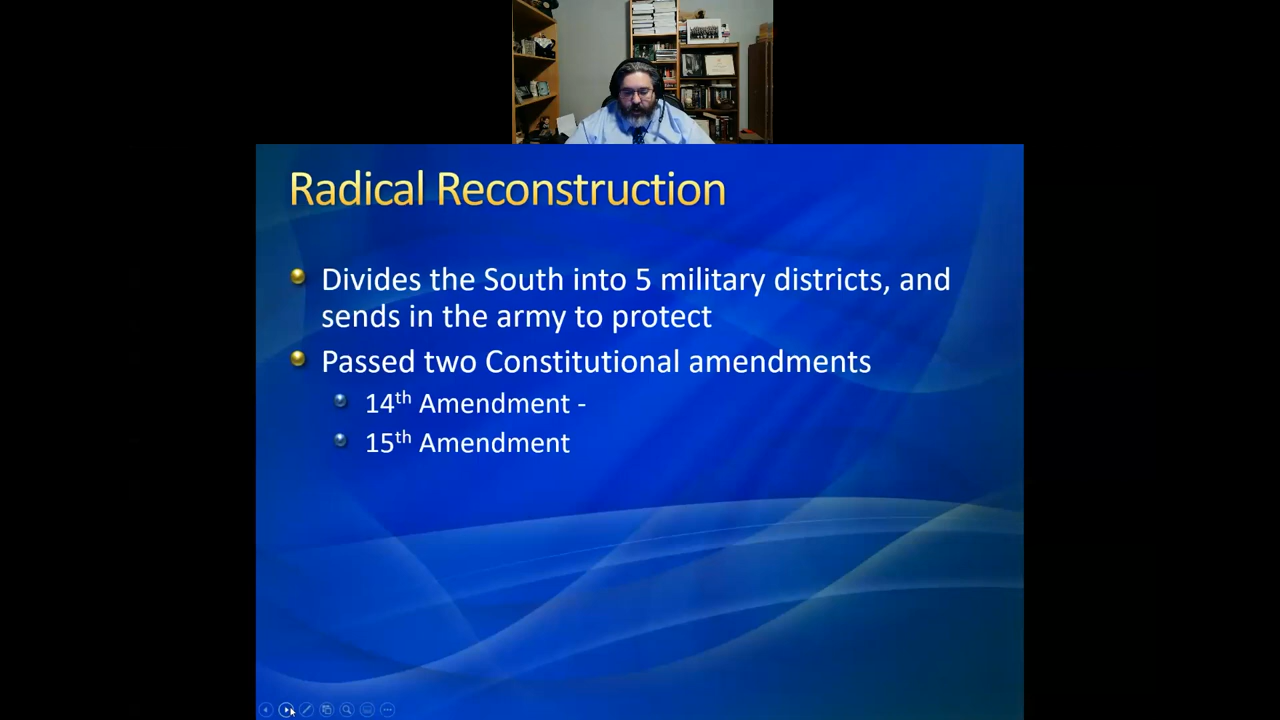 Radical Reconstruction
Divides the South into 5 military districts, and
sends in the army to protect
Passed two Constitutional amendments
14th Amendment -
15th Amendment